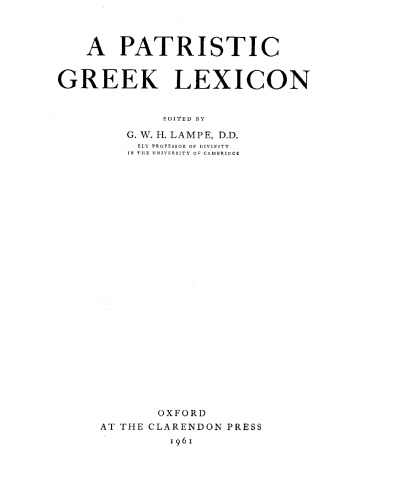 A PATRISTIC
GREEK LEXICON
EDITED BY
G. W. H. LAMPE, D.D.
ELY PROFESSOR OF DIVINITY
IN THE UNIVERSITY OF CAMBRIDGE
OXFORD
AT THE CLARENDON PRESS
1961